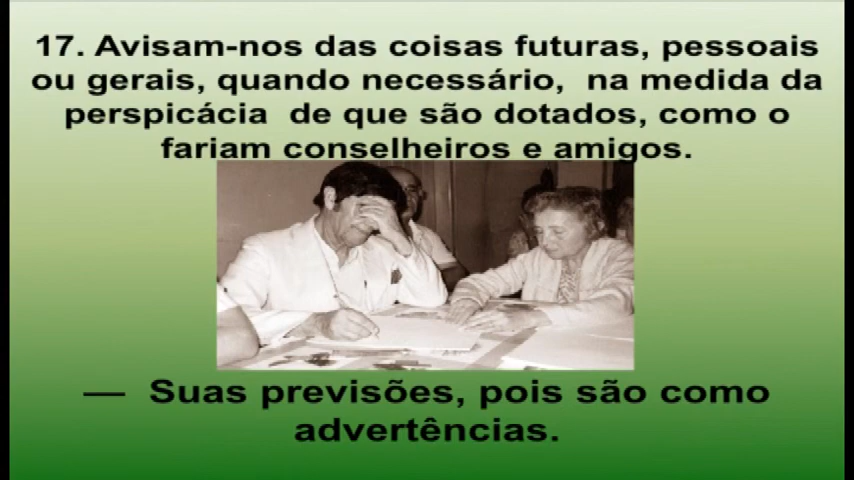 17. Avisam-nos das coisas futuras, pessoais
ou gerais, quando necessário, na medida da
perspicácia de que são dotados, como o
fariam conselheiros e amigos.
— Suas previsões, pois são como
advertências.